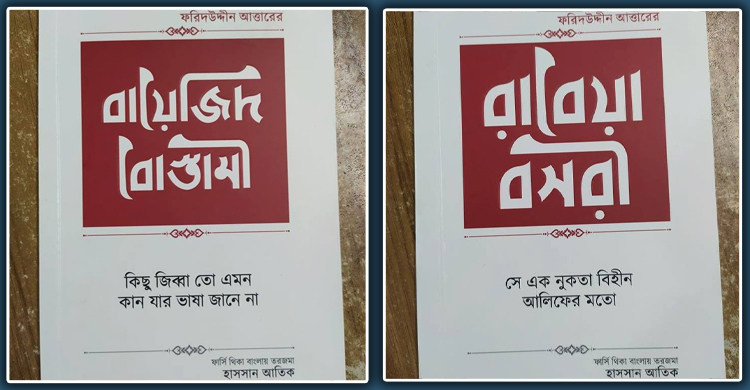 ফরিদউদ্দীন আত্তারের
বায়েজিদ
বোস্তামী
কিছু জিব্বা তো এমন
কান যার ভাষা জানে না
ফার্সি থিকা বাংলায় তরজমা
হাসসান আতিক
ফরিদউদ্দীন আত্তারের
রাবেয়া
বসরী
সে এক নুকতা বিহীন
আলিফের মতো
ফার্সি থিকা বাংলায় তরজমা
হাসসান আতিক